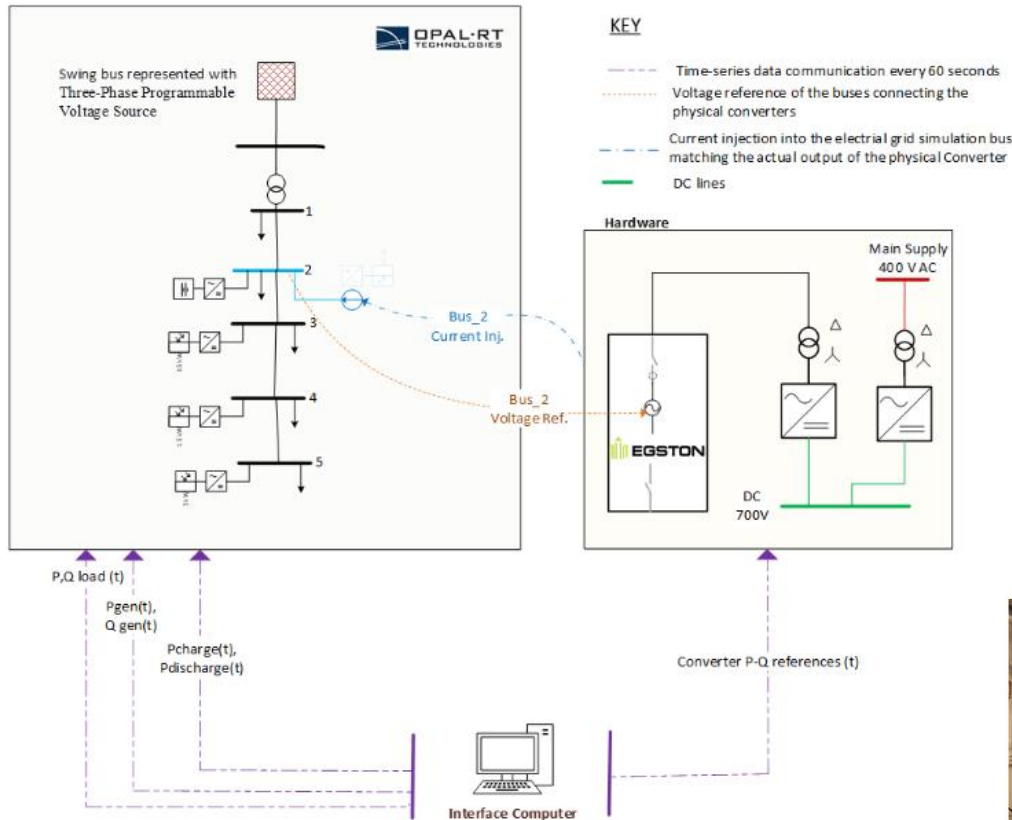 OPAL-RT
TECHNOLOGIES
Swing bus represented with
Three-Phase Programmable
Voltage Source
1
2
3
4
5
KEY
Time-series data communication every 60 seconds
Voltage reference of the buses connecting the
physical converters
Current injection into the electrial grid simulation bus
matching the actual output of the physical Converter
DC lines
Bus_2
Current Inj.
Bus_2
Voltage Ref.
Hardware
Main Supply
400 V AC
EGSTON
DC
700V
P,Q load (t)
Pgen(t),
Q gen(t)
Pcharge(t),
Pdischarge(t)
Converter P-Q references (t)
Interface Computer